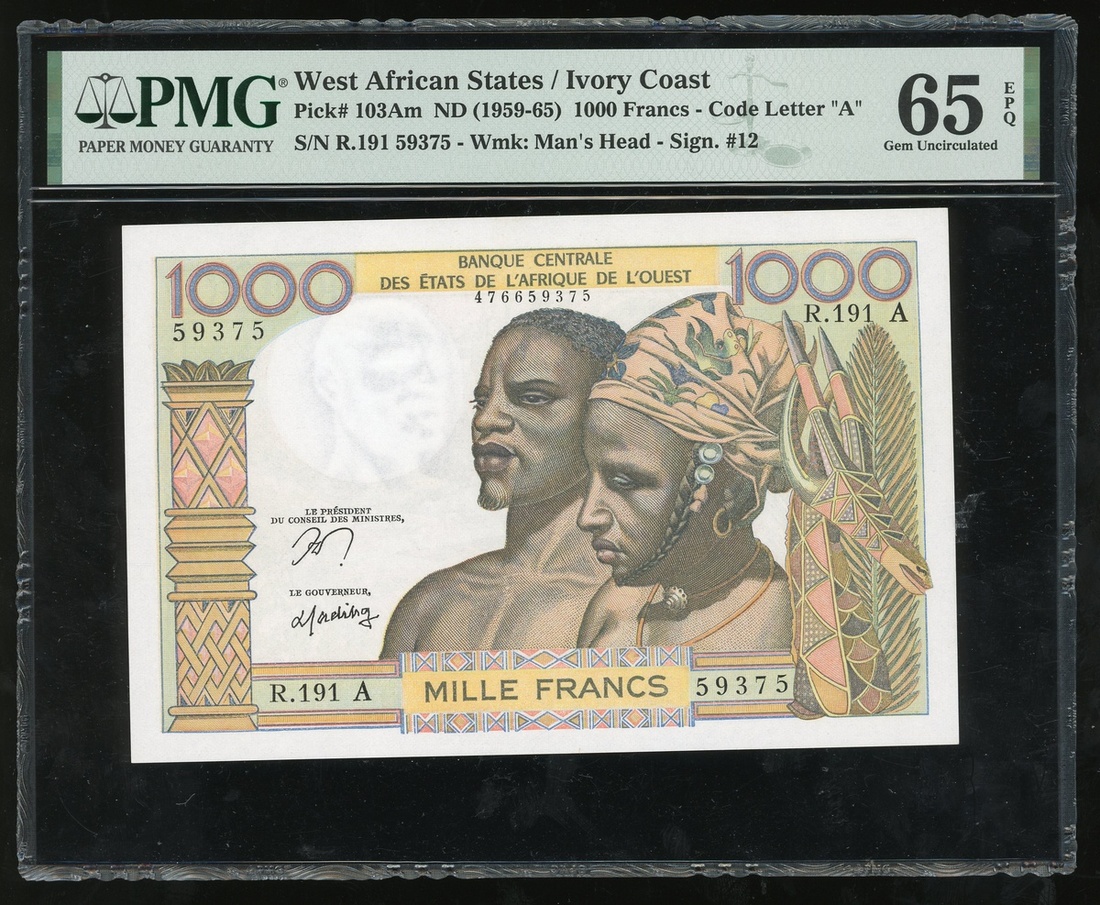 PMG®
PAPER MONEY GUARANTY
West African States / Ivory Coast
Pick# 103Am ND (1959-65) 1000 Francs - Code Letter "A"
S/N R.191 59375 - Wmk: Man's Head - Sign. #12
65
EPQ
Gem Uncirculated
1000
BANQUE CENTRALE
DES ÉTATS DE L'AFRIQUE DE L'OUEST
1000
476659375
59375
R.191 A
LE PRÉSIDENT
DU CONSEIL DES MINISTRES,
LE GOUVERNEUR,
R.191 A
MILLE FRANCS
59375